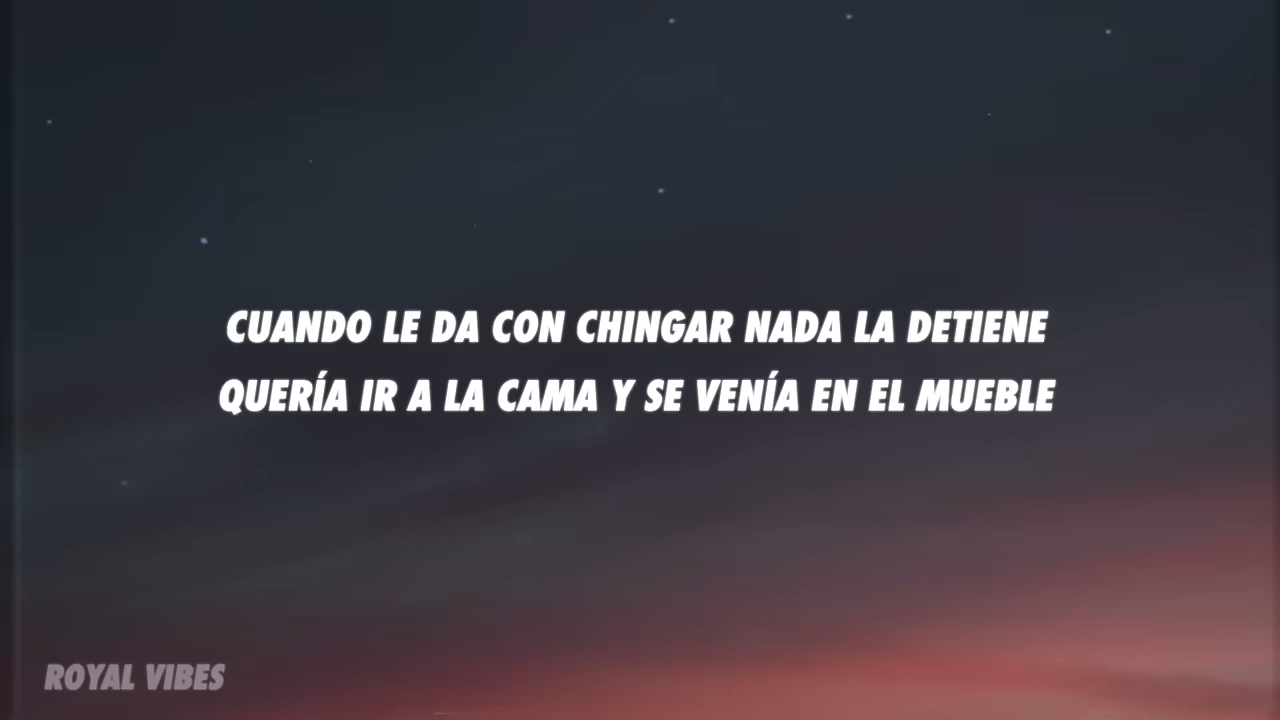 CUANDO LE DA CON CHINGAR NADA LA DETIENE
QUERÍA IR A LA CAMA Y SE VENÍA EN EL MUEBLE
ROYAL VIBES